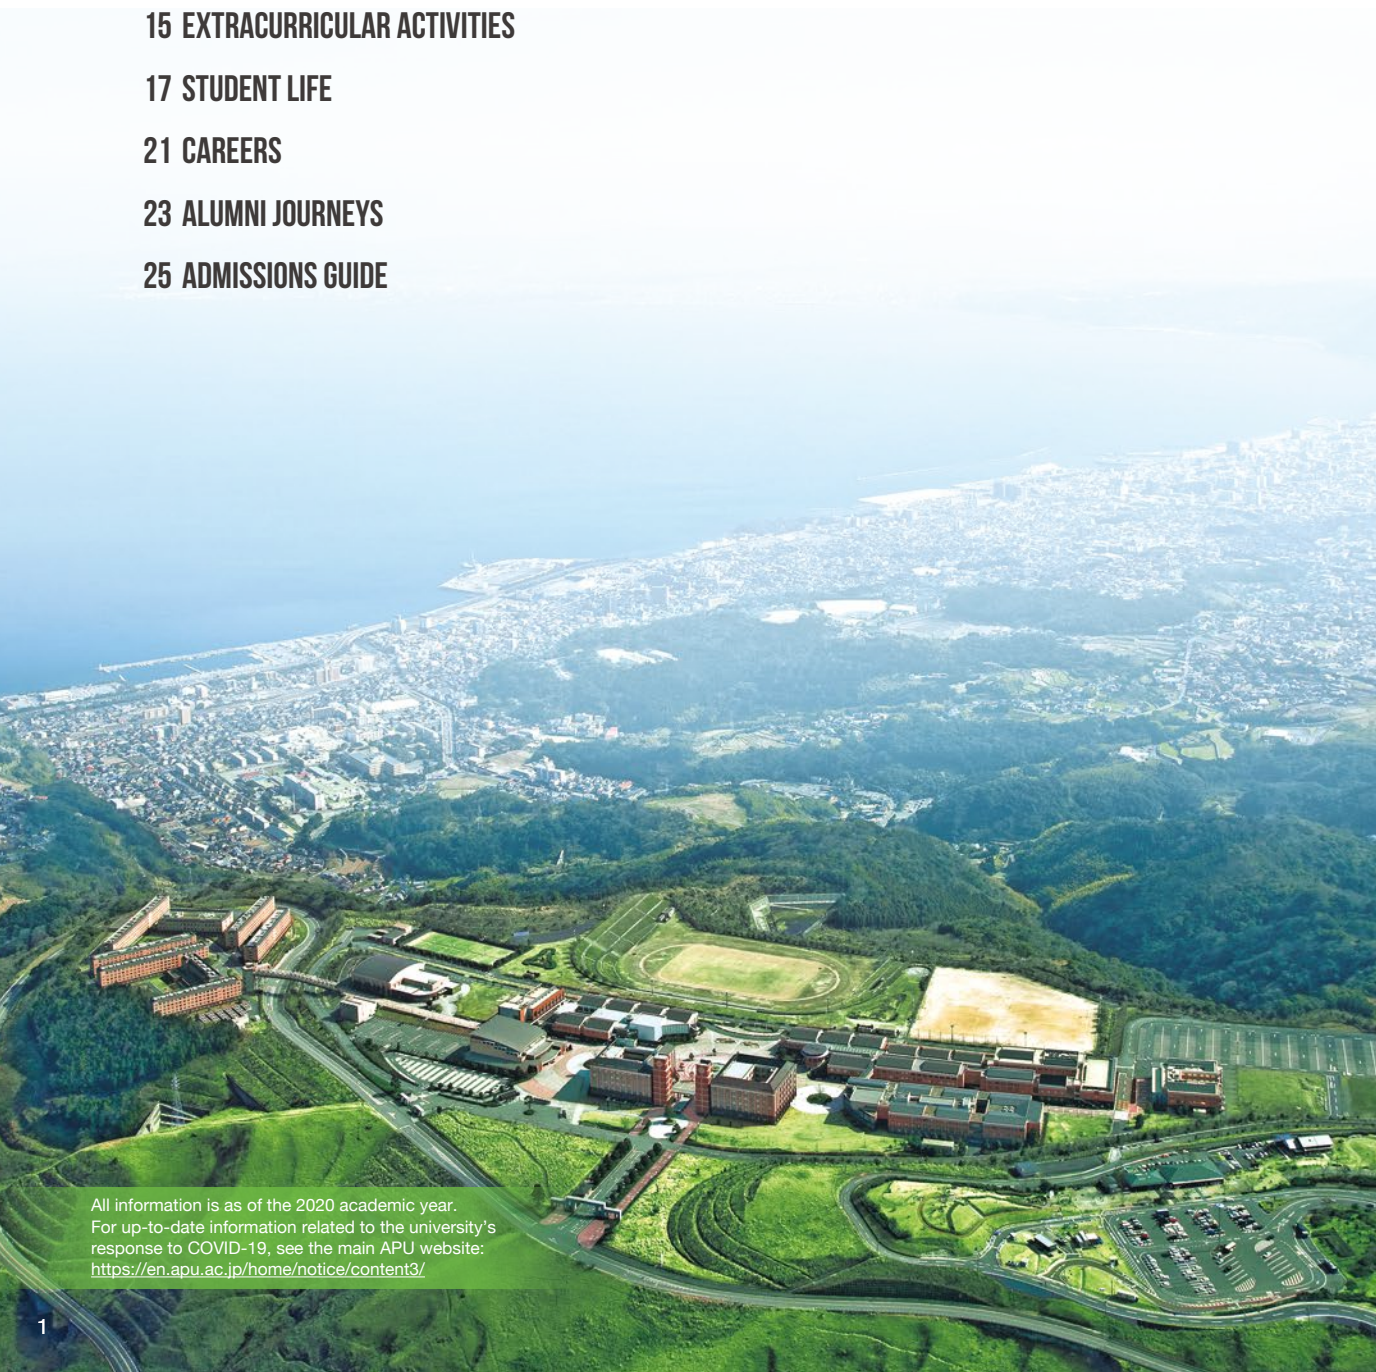 15 EXTRACURRICULAR ACTIVITIES
17 STUDENT LIFE
21 CAREERS
23 ALUMNI JOURNEYS
25 ADMISSIONS GUIDE
All information is as of the 2020 academic year.
For up-to-date information related to the university's
response to COVID-19, see the main APU website:
https://en.apu.ac.jp/home/notice/content3/
1